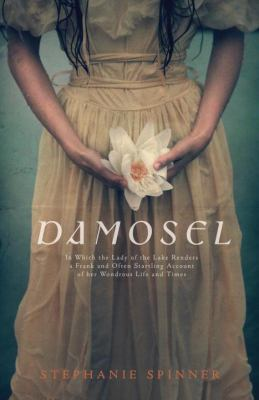 DAMOSEL
In Which the Lady of the Lake Renders
a Frank and Often Startling Account
of her Wondrous Life and Times
STEPHANIE SPINNER